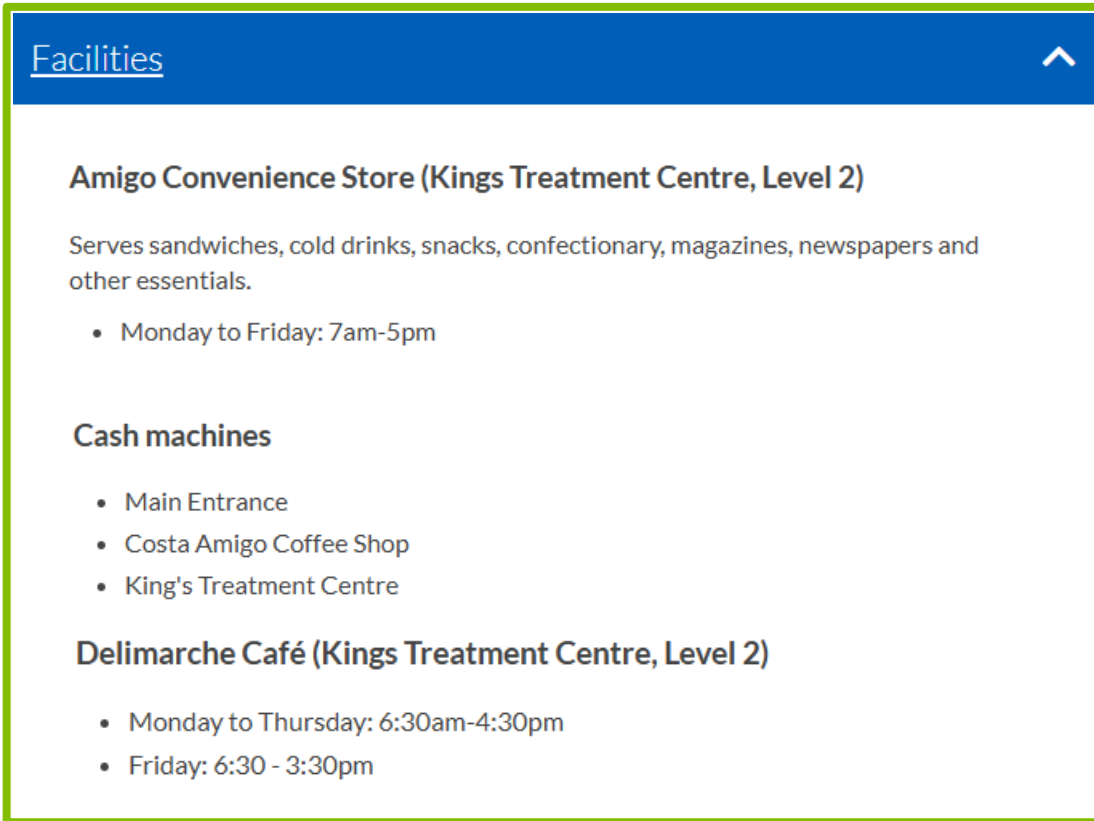 Facilities
Amigo Convenience Store (Kings Treatment Centre, Level 2)
Serves sandwiches, cold drinks, snacks, confectionary, magazines, newspapers and
other essentials.
• Monday to Friday: 7am-5pm
Cash machines
• Main Entrance
• Costa Amigo Coffee Shop
• King's Treatment Centre
Delimarche Café (Kings Treatment Centre, Level 2)
• Monday to Thursday: 6:30am-4:30pm
• Friday: 6:30 - 3:30pm